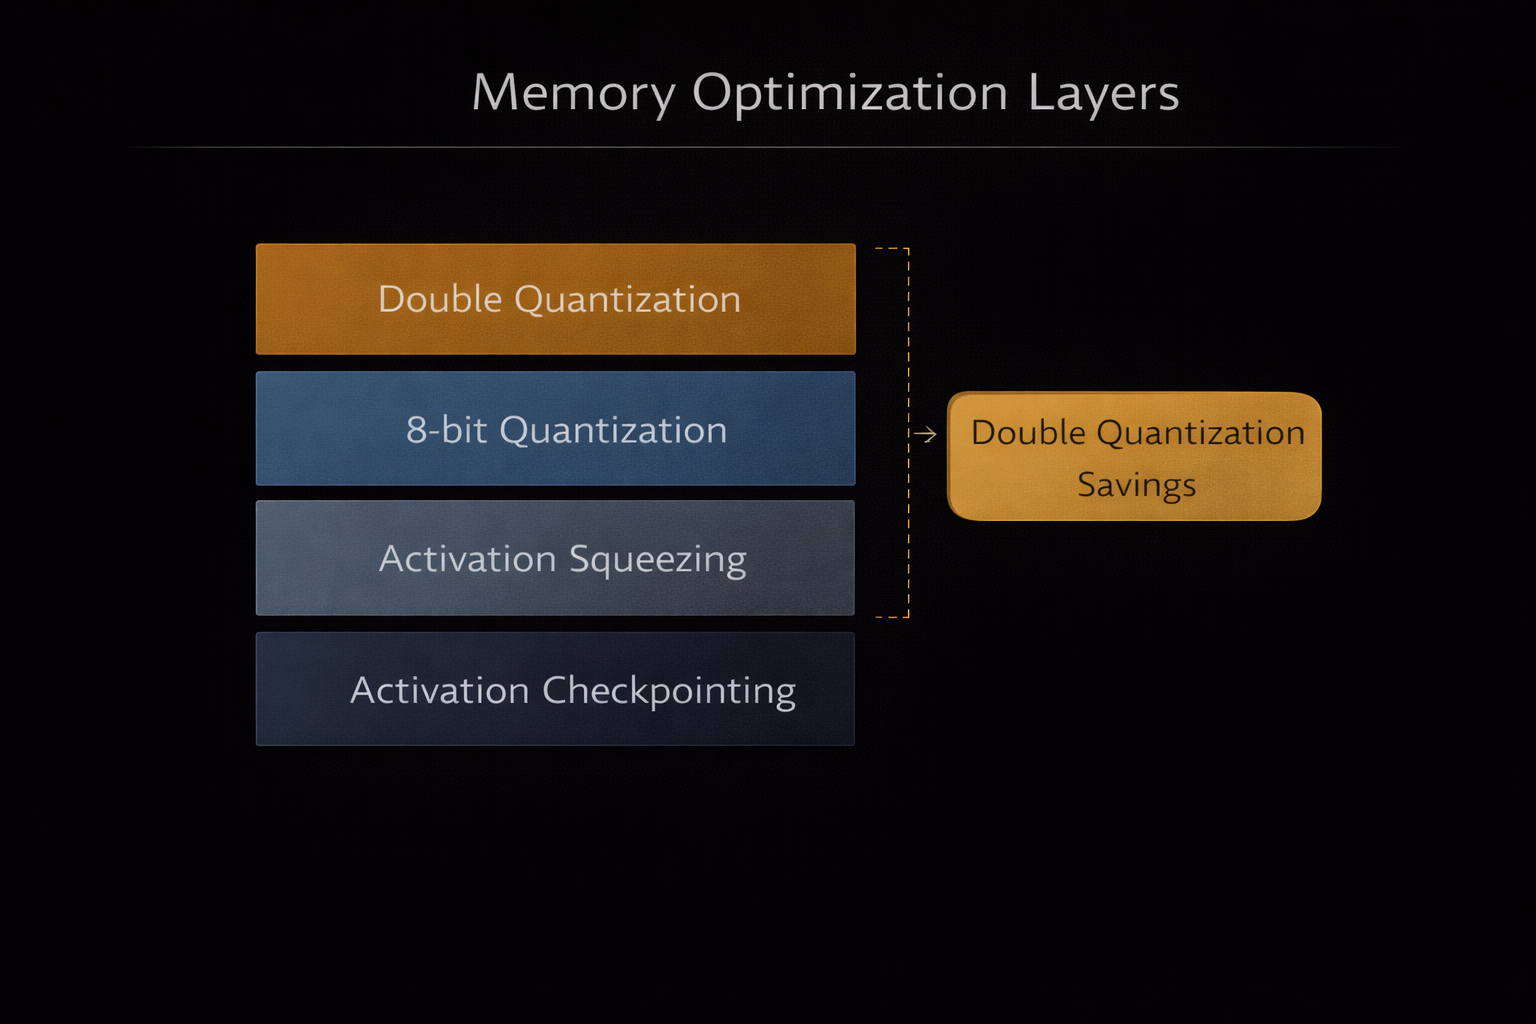 Memory Optimization Layers
Double Quantization
8-bit Quantization
Activation Squeezing
Activation Checkpointing
Double Quantization
Savings